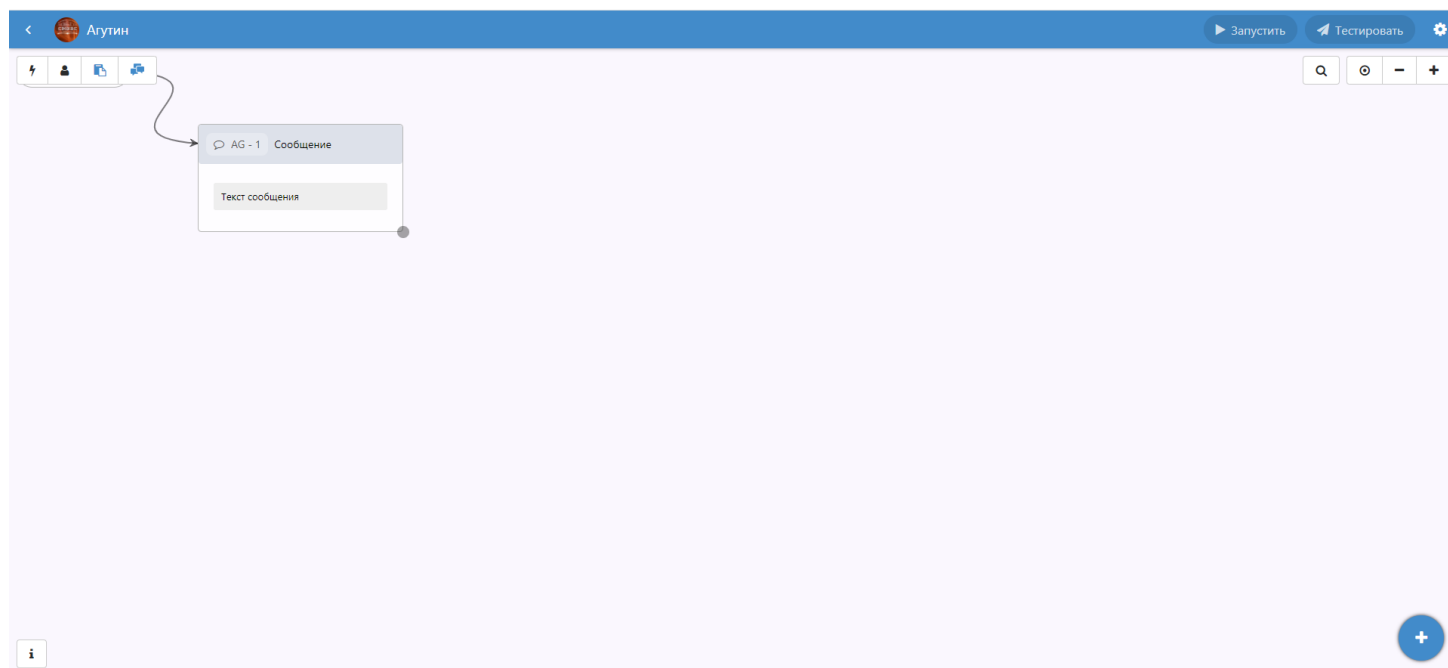 Агутин
Запустить
Тестировать
AG - 1 Сообщение
Текст сообщения